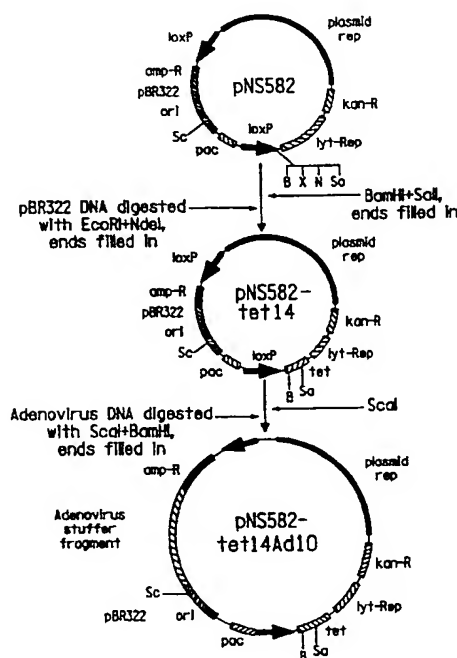 plasmid
rep
loxP
amp-R
pBR322
ori
Sc
pac
loxP
pNS582
kan-R
lyt-Rep
B X N Sa
pBR322 DNA digested
with EcoRI+NdeI,
ends filled in
BamHI+SalI,
ends filled in
plasmid
rep
loxP
amp-R
pBR322
ori
Sc
pac
loxP
pNS582-
tet14
kan-R
lyt-Rep
tet
B
Sa
Adenovirus DNA digested
with ScaI+BamHI,
ends filled in
ScaI
amp-R
plasmid
rep
Adenovirus
stuffer
fragment
pNS582-
tet14Ad10
Sc
pBR322
ori
pac
kan-R
lyt-Rep
tet
B
Sa